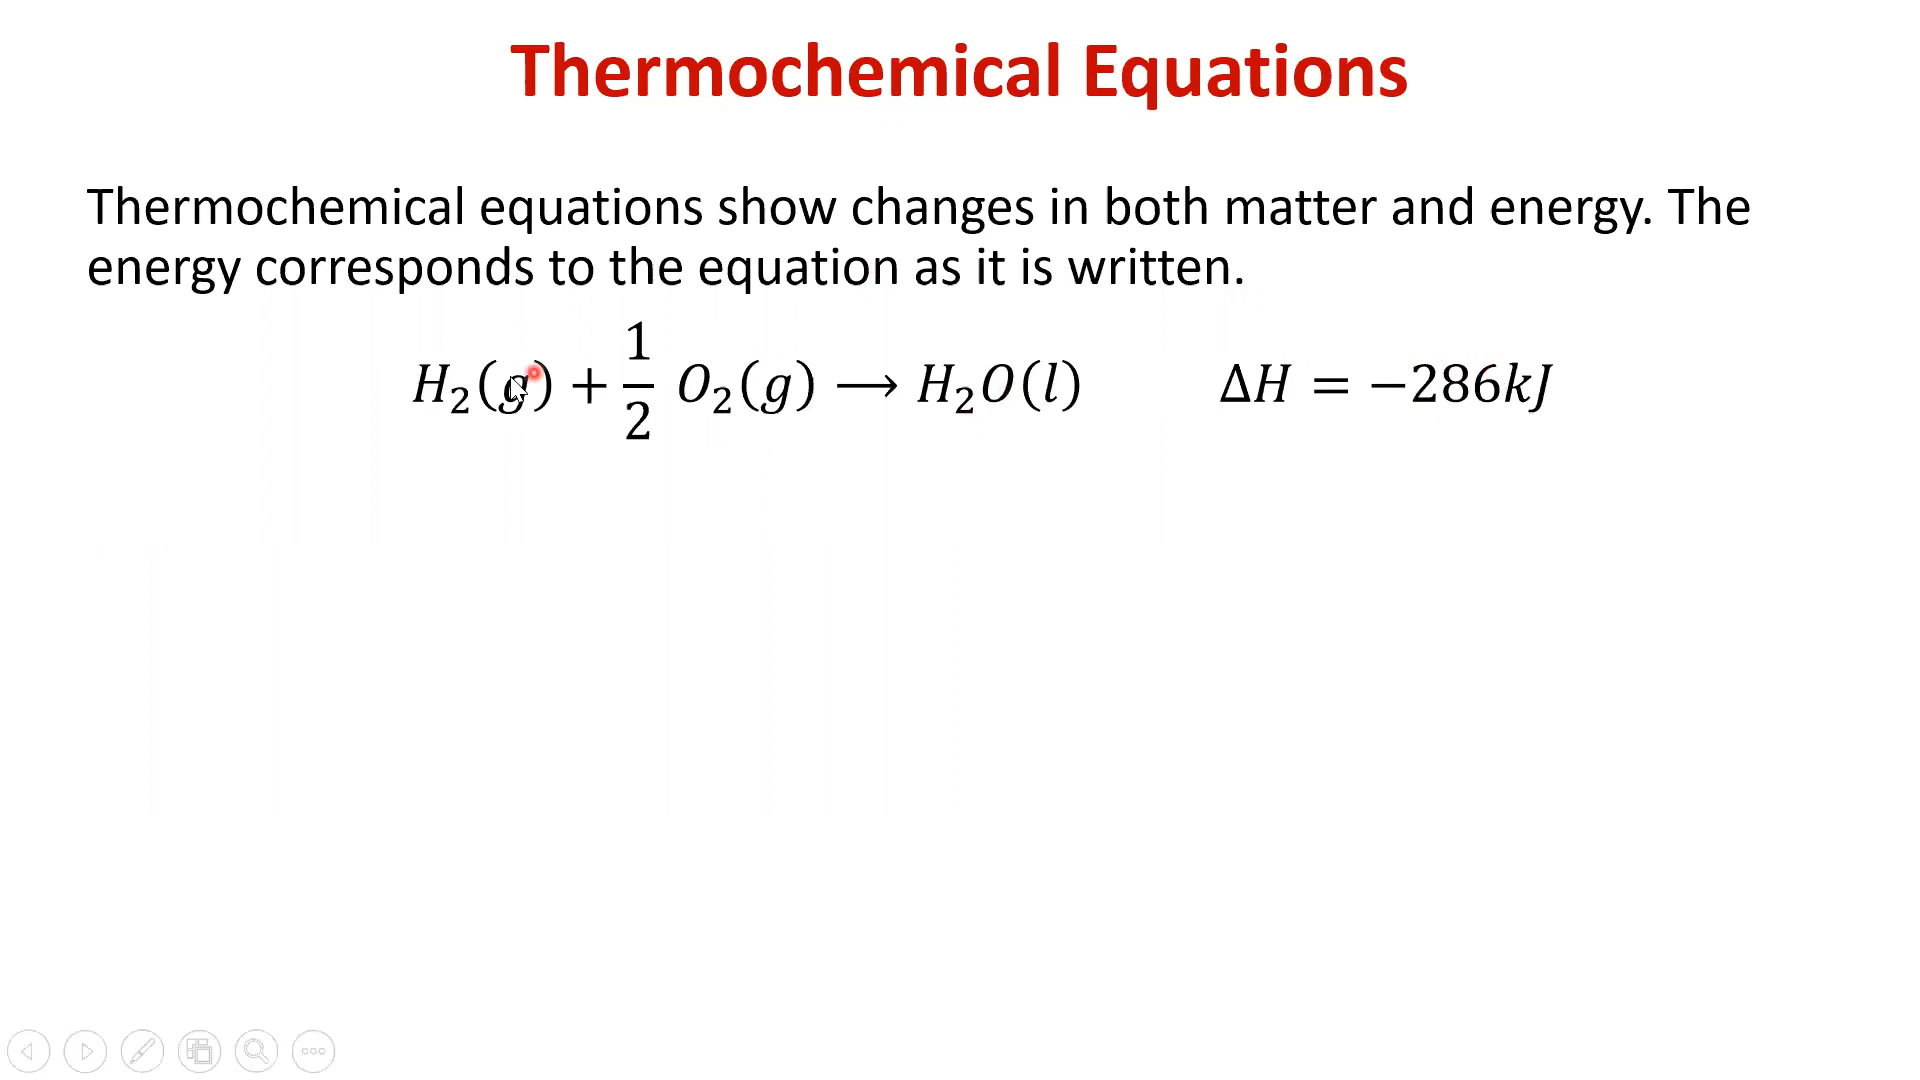 Thermochemical Equations
Thermochemical equations show changes in both matter and energy. The
energy corresponds to the equation as it is written.
H₂(g) + 1/2 O₂(g) ⟶ H₂O(l)  ΔH = −286kJ